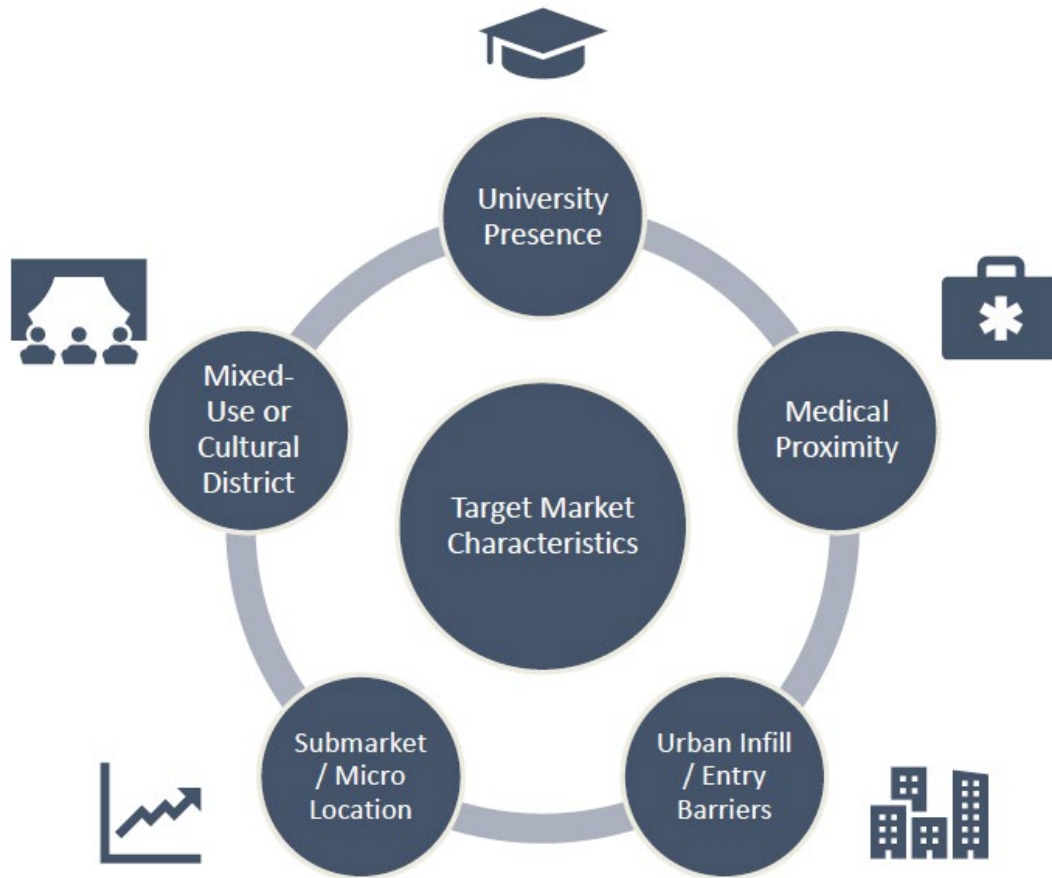 University
Presence
Medical
Proximity
Mixed-
Use or
Cultural
District
Target Market
Characteristics
Submarket
/ Micro
Location
Urban Infill
/ Entry
Barriers